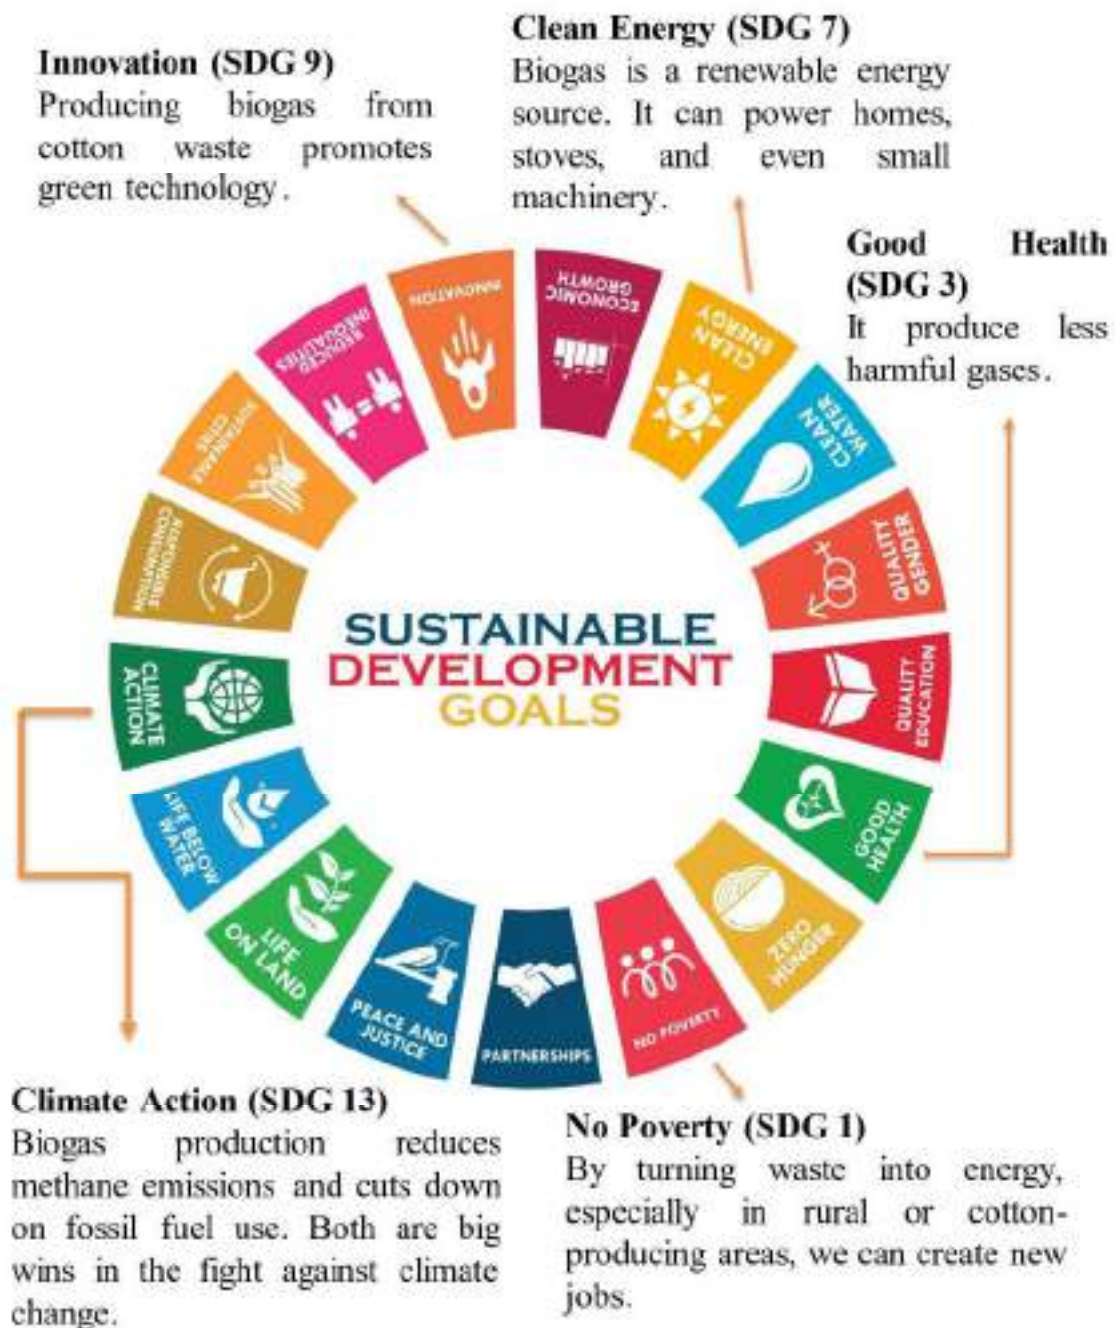 Innovation (SDG 9)
Producing biogas from
cotton waste promotes
green technology.
Clean Energy (SDG 7)
Biogas is a renewable energy
source. It can power homes,
stoves, and even small
machinery.
Good Health
(SDG 3)
It produce less
harmful gases.
INNOVATION
ECONOMIC
GROWTH
CLEAN
ENERGY
CLEAN
WATER
QUALITY
GENDER
QUALITY
EDUCATION
GOOD
HEALTH
ZERO
HUNGER
NO POVERTY
PARTNERSHIPS
PEACE AND
JUSTICE
LIFE
ON LAND
LIFE BELOW
WATER
CLIMATE
ACTION
RESPONSIBLE
CONSUMPTION
SUSTAINABLE
CITIES
REDUCED
INEQUALITIES
SUSTAINABLE
DEVELOPMENT
GOALS
Climate Action (SDG 13)
Biogas production reduces
methane emissions and cuts down
on fossil fuel use. Both are big
wins in the fight against climate
change.
No Poverty (SDG 1)
By turning waste into energy,
especially in rural or cotton-
producing areas, we can create new
jobs.